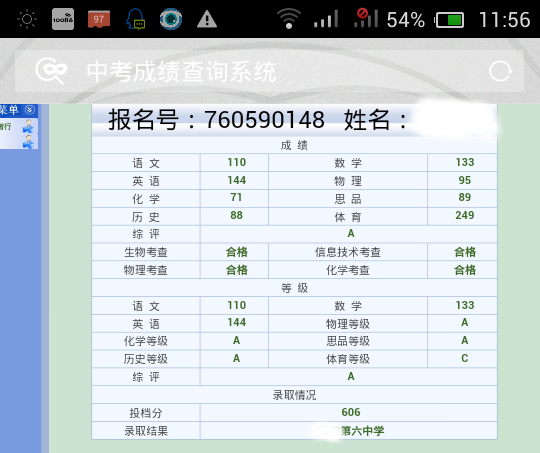 10086 97 54% 11:56
中考成绩查询系统
菜单
报名号：760590148 姓名：
成 绩
语 文 110 数 学 133
英 语 144 物 理 95
化 学 71 思 品 89
历 史 88 体 育 249
综 评 A
生物考查 合格 信息技术考查 合格
物理考查 合格 化学考查 合格
等 级
语 文 110 数 学 133
英 语 144 物理等级 A
化学等级 A 思品等级 A
历史等级 A 体育等级 C
综 评 A
录取情况
投档分 606
录取结果 第六中学